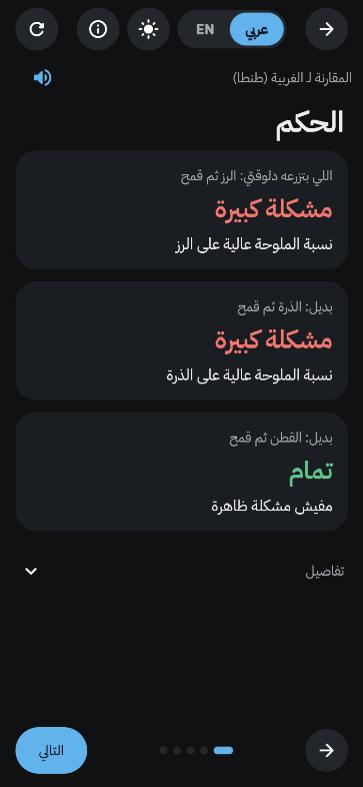 عربي
EN
المقارنة لـ الغربية (طنطا)
الحكم
اللي بتزرعه دلوقتي: الرز ثم قمح
مشكلة كبيرة
نسبة الملوحة عالية على الرز
بديل: الذرة ثم قمح
مشكلة كبيرة
نسبة الملوحة عالية على الذرة
بديل: القطن ثم قمح
تمام
مفيش مشكلة ظاهرة
تفاصيل
التالي